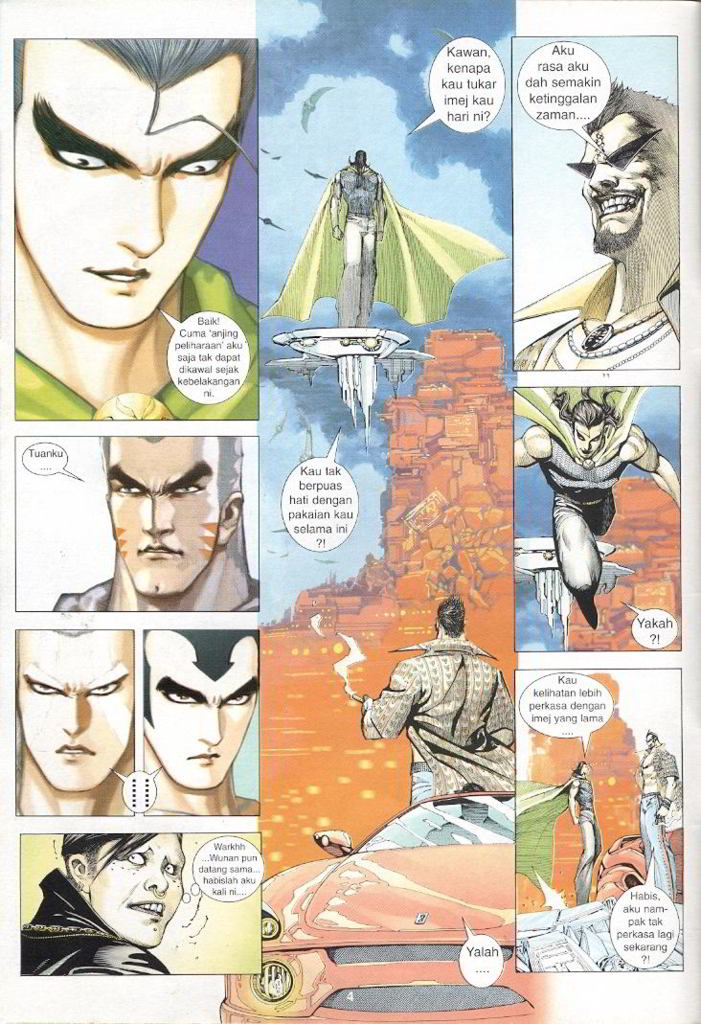 Baik!
Cuma 'anjing
peliharaan' aku
saja tak dapat
dikawal sejak
kebelakangan
ni.
Tuanku
....
Warkhh
...Wunan pun
datang sama...
habislah aku
kali ni....
Kawan,
kenapa
kau tukar
imej kau
hari ni?
Kau tak
berpuas
hati dengan
pakaian kau
selama ini
?!
Yalah
....
Aku
rasa aku
dah semakin
ketinggalan
zaman....
Yakah
?!
Kau
kelihatan lebih
perkasa dengan
imej yang lama
....
Habis,
aku nam-
pak tak
perkasa lagi
sekarang
?!
4